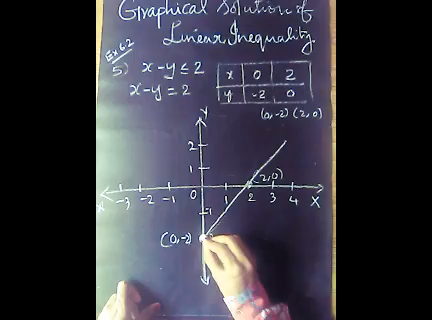 Graphical Solution of
Linear Inequality
Ex 6.2
5) x-y ≤ 2
x-y = 2
x 0 2
y -2 0
(0,-2) (2,0)
Y
2
1
(2,0)
X' -3 -2 -1 0 1 2 3 4 X
-1
(0,-2)